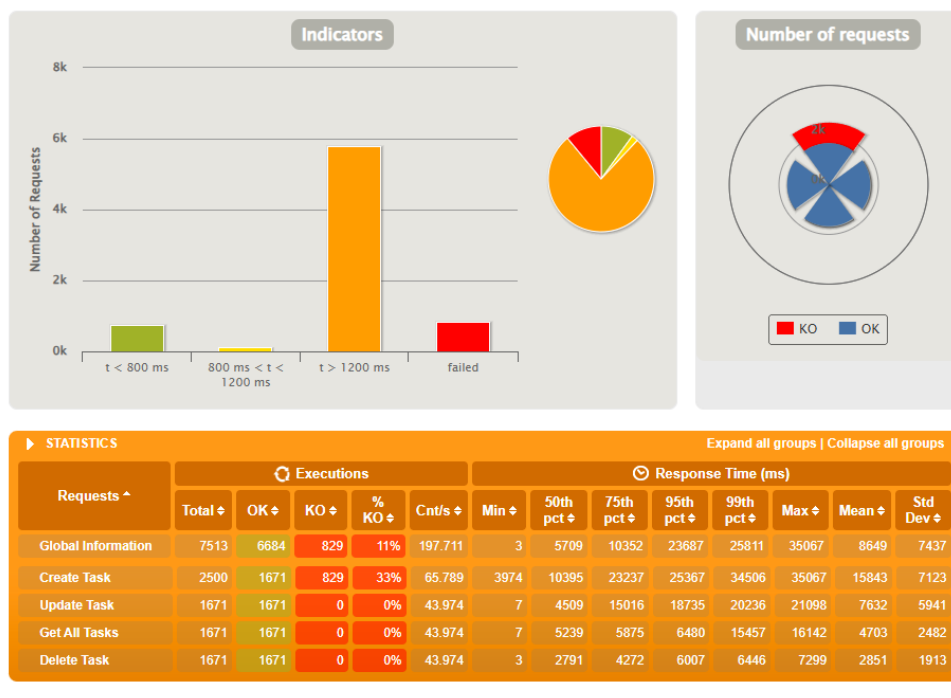 Indicators
Number of requests
8k
6k
4k
2k
0k
Number of Requests
t < 800 ms
800 ms < t <
1200 ms
t > 1200 ms
failed
2k
KO
OK
STATISTICS
Expand all groups | Collapse all groups
Requests
Executions
Response Time (ms)
Total OK KO % KO Cnt/s Min 50th pct 75th pct 95th pct 99th pct Max Mean Std Dev
Global Information 7513 6684 829 11% 197.711 3 5709 10352 23687 25811 35067 8649 7437
Create Task 2500 1671 829 33% 65.789 3974 10395 23237 25367 34506 35067 15843 7123
Update Task 1671 1671 0 0% 43.974 7 4509 15016 18735 20236 21098 7632 5941
Get All Tasks 1671 1671 0 0% 43.974 7 5239 5875 6480 15457 16142 4703 2482
Delete Task 1671 1671 0 0% 43.974 3 2791 4272 6007 6446 7299 2851 1913